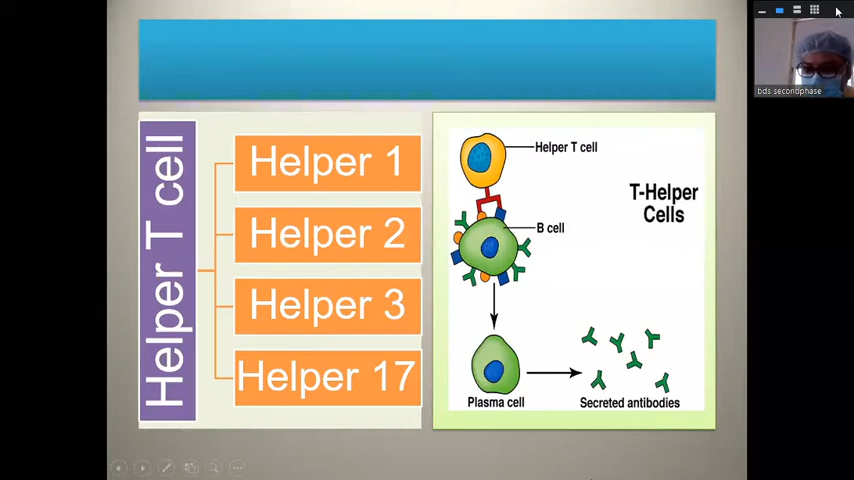 Helper T cell
Helper 1
Helper 2
Helper 3
Helper 17
Helper T cell
T-Helper
Cells
B cell
Plasma cell
Secreted antibodies
bds secondphase